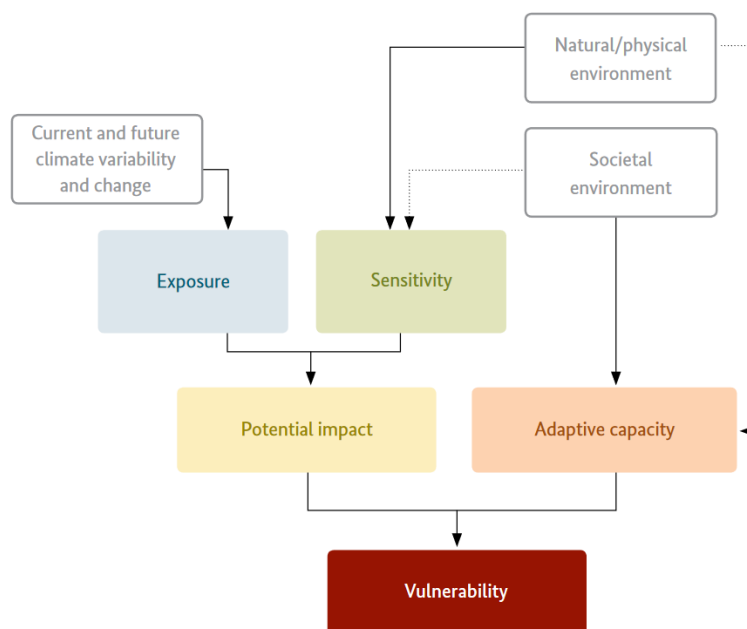 Natural/physical
environment
Current and future
climate variability
and change
Societal
environment
Exposure
Sensitivity
Potential impact
Adaptive capacity
Vulnerability